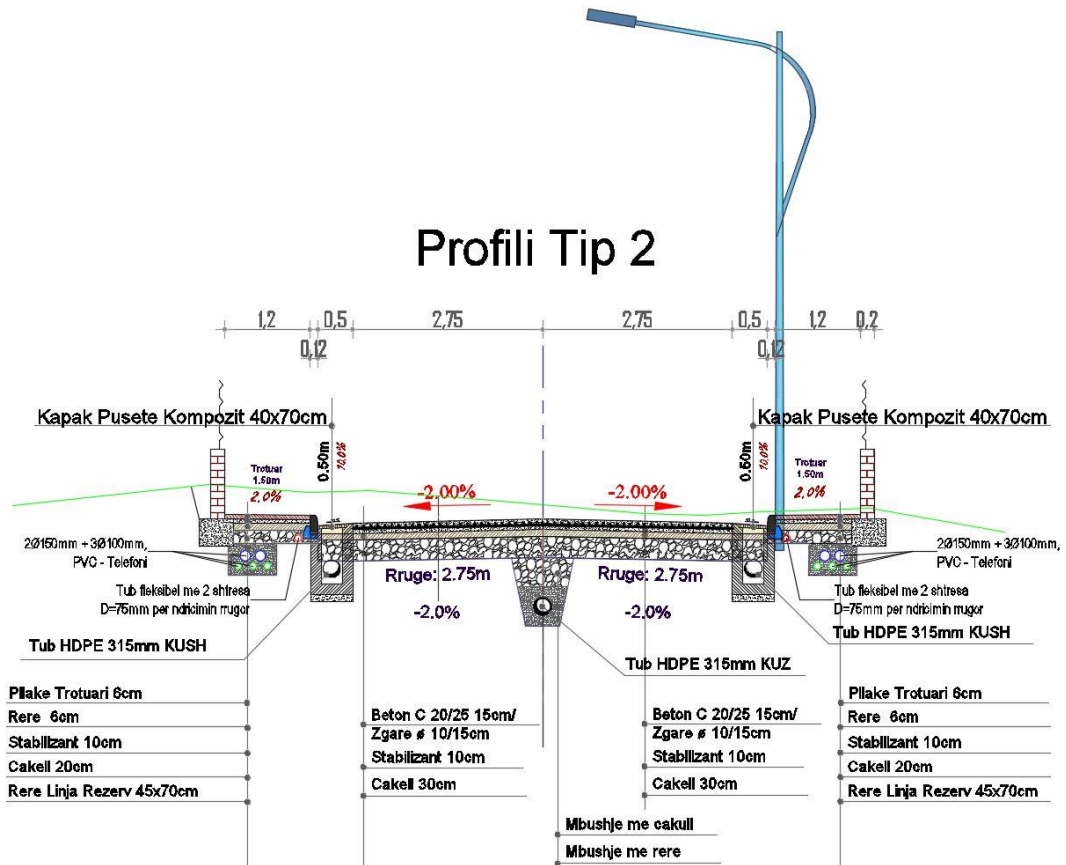 Profili Tip 2
1,2
0,5
2,75
2,75
0,5
1,2
0,2
0,12
0,12
Kapak Pusete Kompozit 40x70cm
Kapak Pusete Kompozit 40x70cm
0.50m
10,0%
0.50m
10,0%
Trotuar
1.50m
2,0%
Trotuar
1.50m
2,0%
-2.00%
-2.00%
2Ø150mm + 3Ø100mm,
PVC - Telefoni
2Ø150mm + 3Ø100mm,
PVC - Telefoni
Rruge: 2.75m
Rruge: 2.75m
-2.0%
-2.0%
Tub fleksibel me 2 shtresa
D=75mm per ndricimin rrugor
Tub fleksibel me 2 shtresa
D=75mm per ndricimin rrugor
Tub HDPE 315mm KUSH
Tub HDPE 315mm KUSH
Tub HDPE 315mm KUZ
Pllake Trotuari 6cm
Rere 6cm
Stabilizant 10cm
Cakell 20cm
Rere Linja Rezerv 45x70cm
Beton C 20/25 15cm/
Zgare ø 10/15cm
Stabilizant 10cm
Cakell 30cm
Beton C 20/25 15cm/
Zgare ø 10/15cm
Stabilizant 10cm
Cakell 30cm
Pllake Trotuari 6cm
Rere 6cm
Stabilizant 10cm
Cakell 20cm
Rere Linja Rezerv 45x70cm
Mbushje me cakull
Mbushje me rere